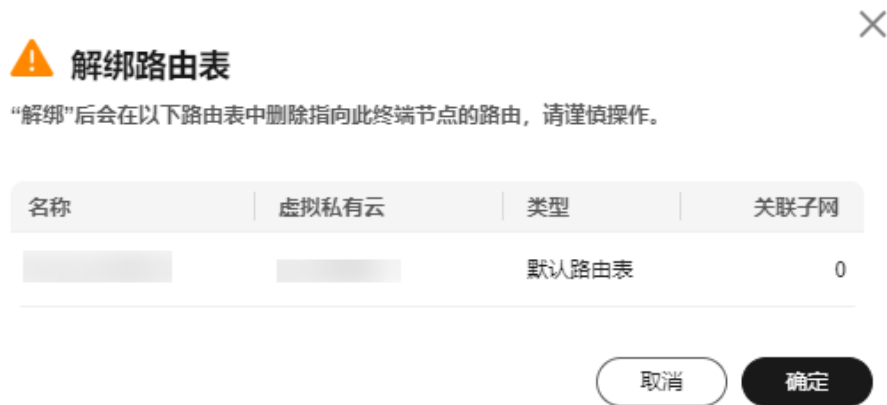 解绑路由表
“解绑”后会在以下路由表中删除指向此终端节点的路由，请谨慎操作。
名称 虚拟私有云 类型 关联子网
默认路由表 0
取消 确定